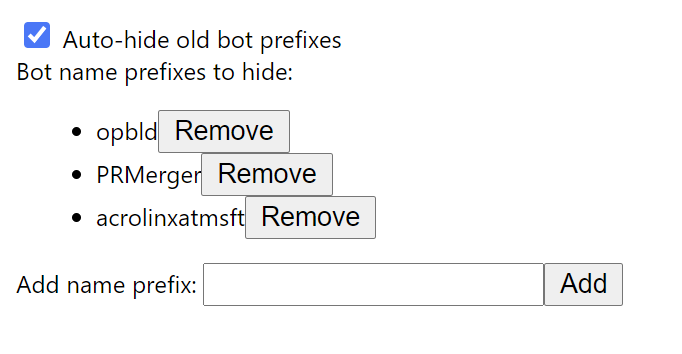 Auto-hide old bot prefixes
Bot name prefixes to hide:
opbld Remove
PRMerger Remove
acrolinxatmsft Remove
Add name prefix: Add